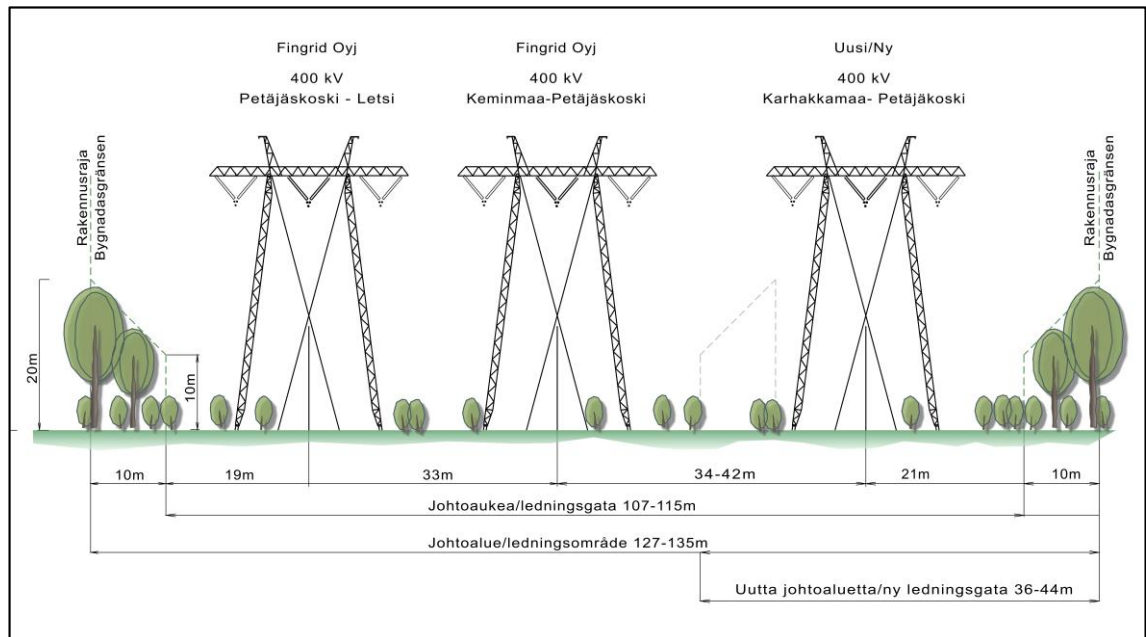 Fingrid Oyj
400 kV
Petäjäskoski - Letsi
Fingrid Oyj
400 kV
Keminmaa-Petäjäskoski
Uusi/Ny
400 kV
Karhakkamaa- Petäjäkoski
Rakennusraja
Bygnadasgränsen
Rakennusraja
Bygnadasgränsen
20m
10m
10m
19m
33m
34-42m
21m
10m
Johtoaukea/ledningsgata 107-115m
Johtoalue/ledningsområde 127-135m
Uutta johtoaluetta/ny ledningsgata 36-44m